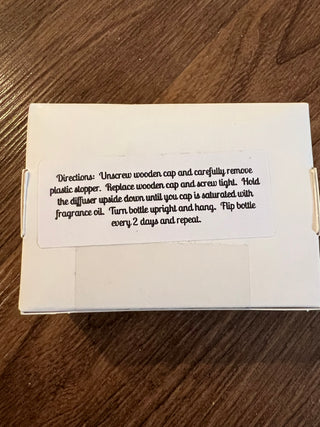 Directions: Unscrew wooden cap and carefully remove
plastic stopper. Replace wooden cap and screw tight. Hold
the diffuser upside down until you cap is saturated with
fragrance oil. Turn bottle upright and hang. Flip bottle
every 2 days and repeat.